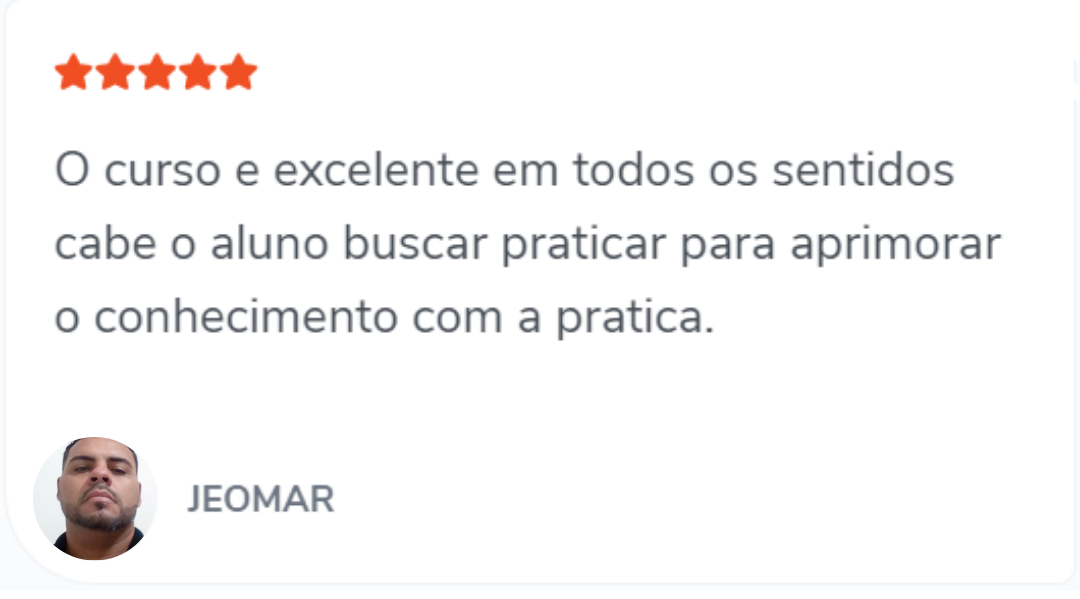 O curso e excelente em todos os sentidos
cabe o aluno buscar praticar para aprimorar
o conhecimento com a pratica.
JEOMAR